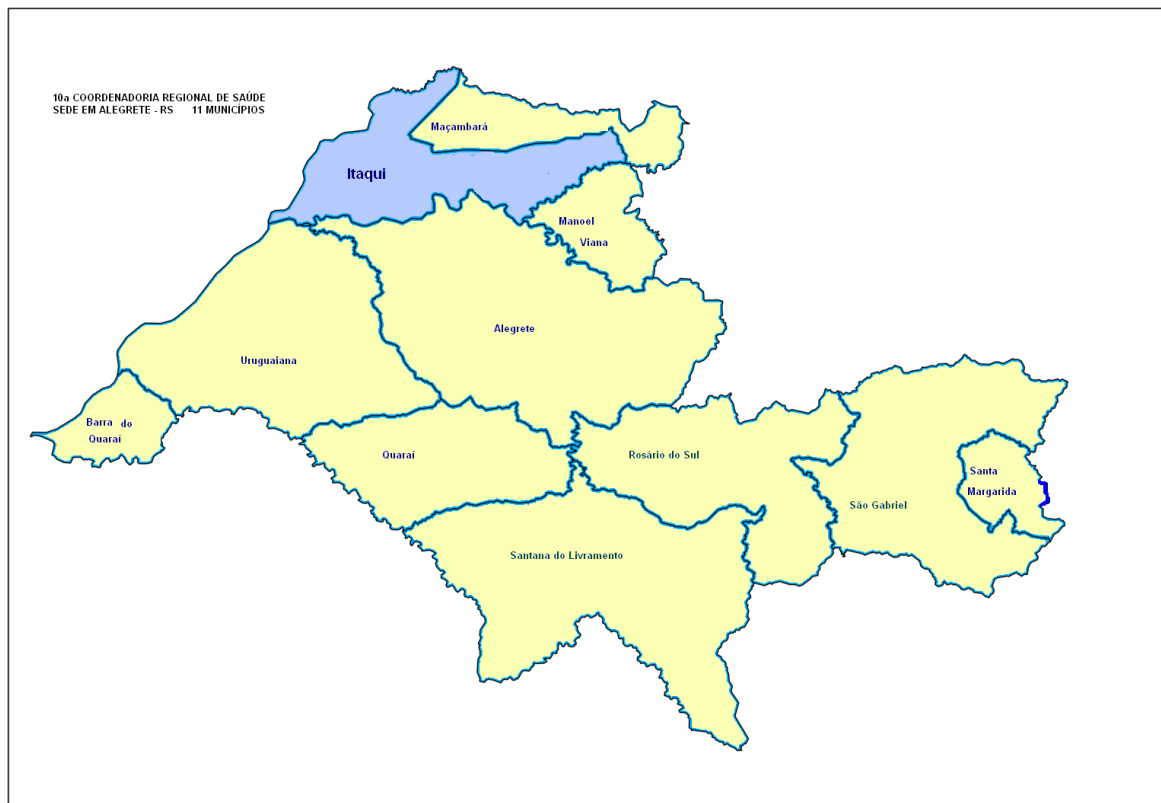 10a COORDENADORIA REGIONAL DE SAÚDE
SEDE EM ALEGRETE - RS 11 MUNICÍPIOS
Maçambará
Itaqui
Manoel
Viana
Alegrete
Uruguaiana
Barra do
Quaraí
Quaraí
Rosário do Sul
Santa
Margarida
São Gabriel
Santana do Livramento